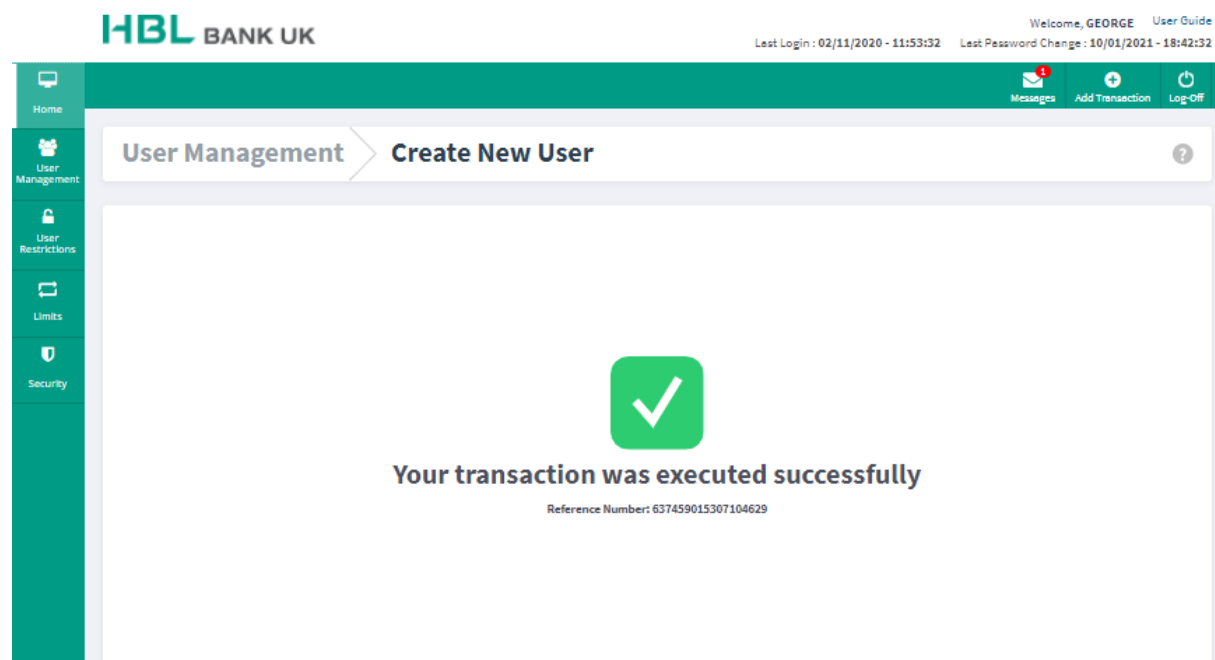 HBL BANK UK
Welcome, GEORGE User Guide
Last Login : 02/11/2020 - 11:53:32 Last Password Change : 10/01/2021 - 18:42:32
1
Messages Add Transaction Log-Off
Home
User
Management
User
Restrictions
Limits
Security
User Management Create New User ?
Your transaction was executed successfully
Reference Number: 637459015307104629